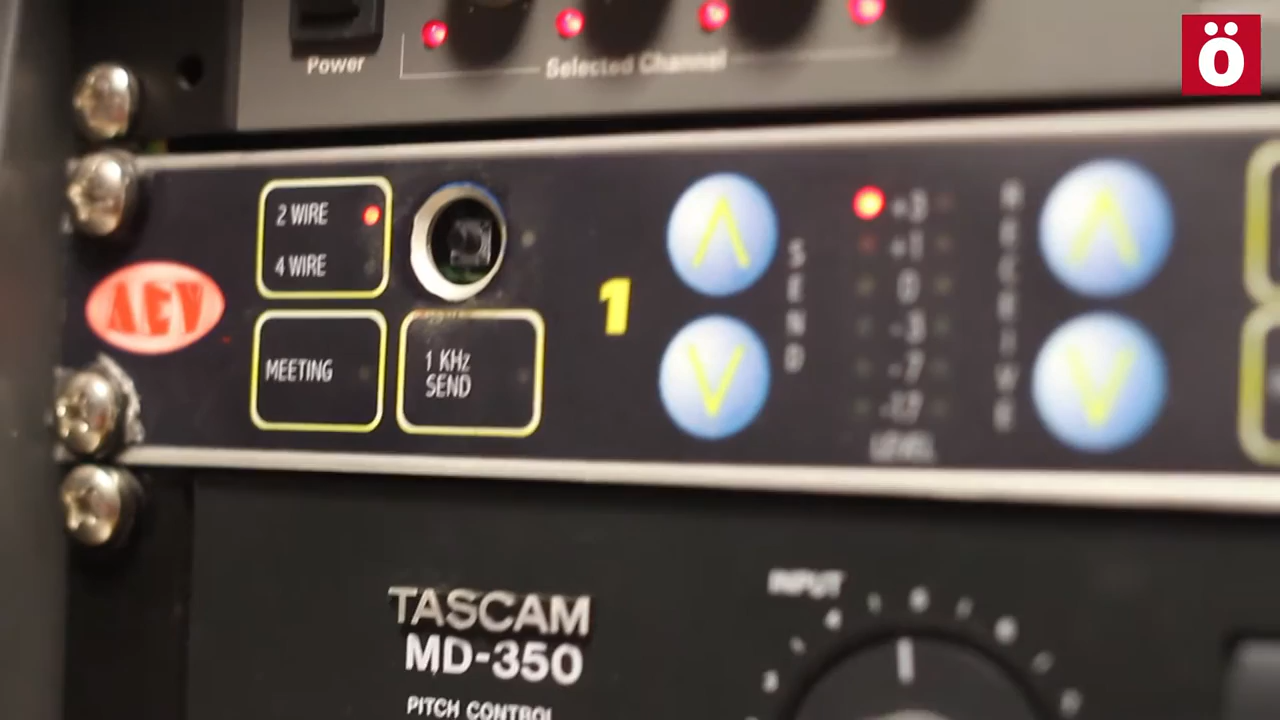 Ö
Power
Selected Channel
2 WIRE
4 WIRE
AEV
MEETING
1 KHz
SEND
1
SEND
+3
+1
0
-3
-7
-17
LEVEL
RECEIVE
TASCAM
MD-350
PITCH CONTROL
INPUT